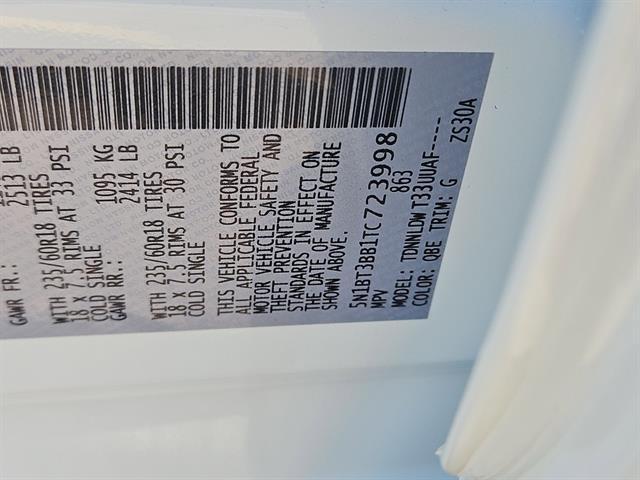 GAWR FR.: 2513 LB
WITH 235/60R18 TIRES
18 x 7.5 RIMS AT 33 PSI
COLD SINGLE 1095 KG
GAWR RR.: 2414 LB
WITH 235/60R18 TIRES
18 x 7.5 RIMS AT 30 PSI
COLD SINGLE
THIS VEHICLE CONFORMS TO
ALL APPLICABLE FEDERAL
MOTOR VEHICLE SAFETY AND
THEFT PREVENTION
STANDARDS IN EFFECT ON
THE DATE OF MANUFACTURE
SHOWN ABOVE.
5N1BT3BB1TC723998
MPV 863
MODEL: TDNNLDW T33UUAF----
COLOR: QBE TRIM: G ZS30A